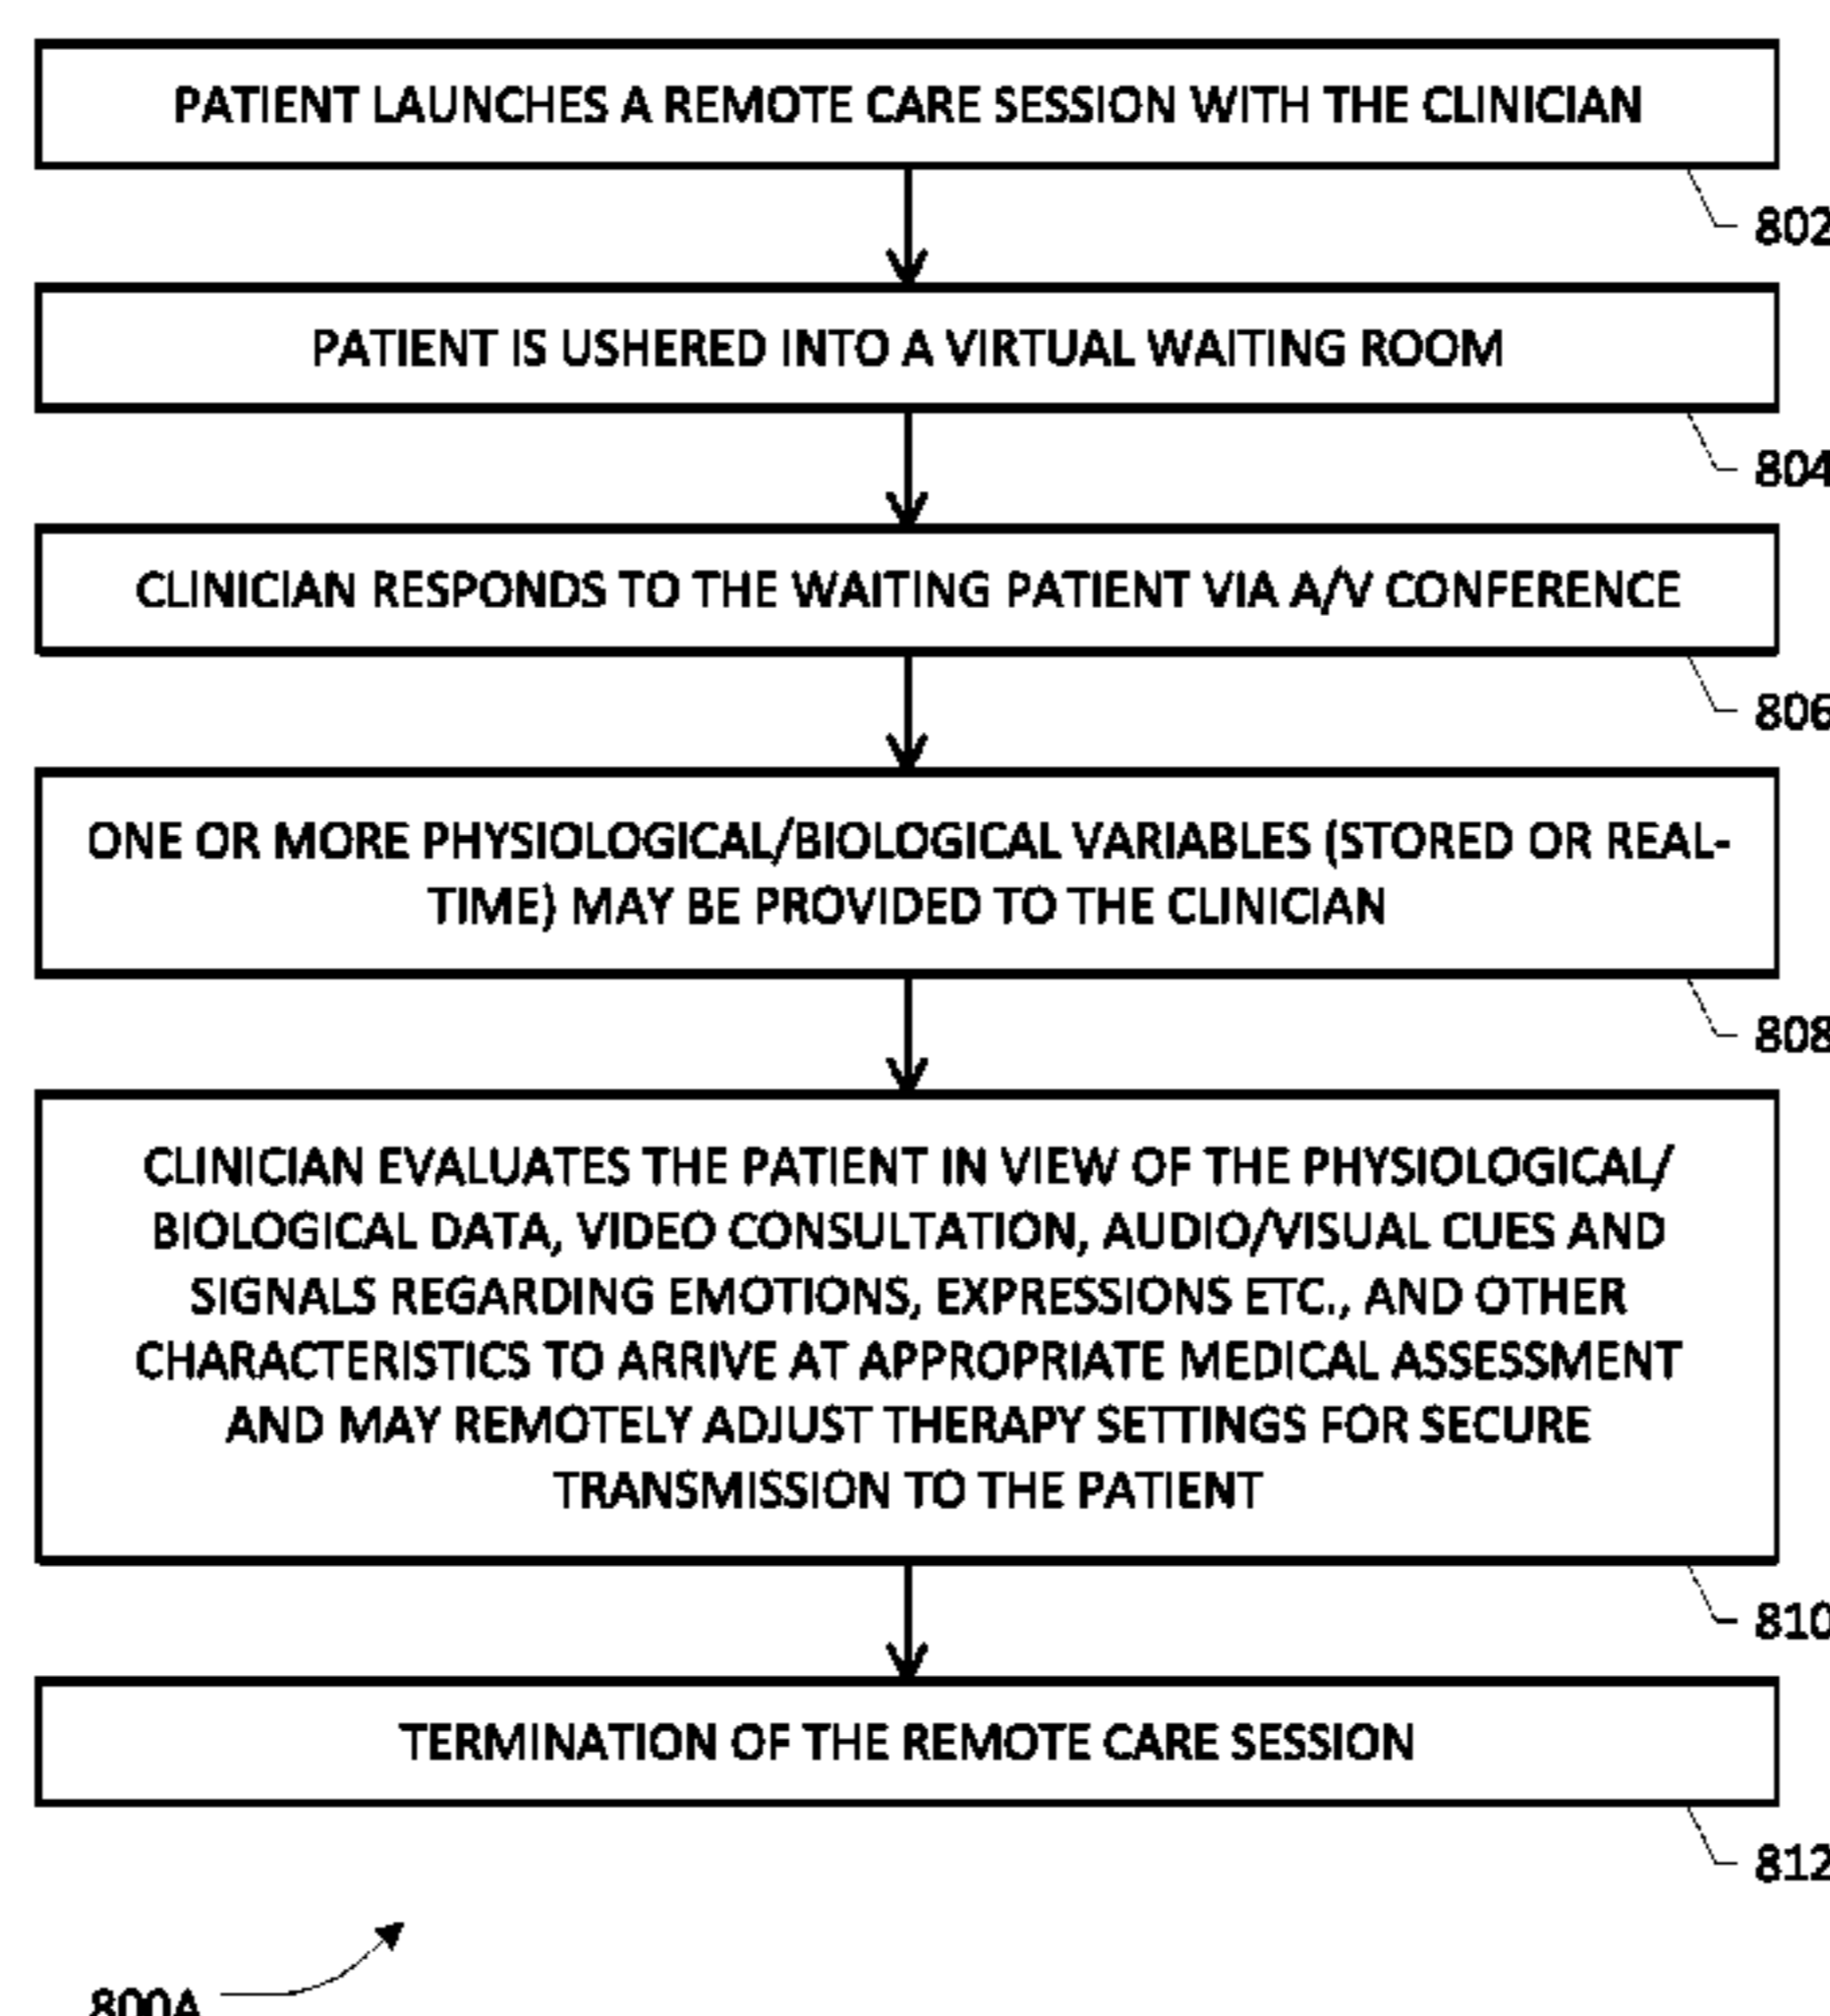 PATIENT LAUNCHES A REMOTE CARE SESSION WITH THE CLINICIAN
802
PATIENT IS USHERED INTO A VIRTUAL WAITING ROOM
804
CLINICIAN RESPONDS TO THE WAITING PATIENT VIA A/V CONFERENCE
806
ONE OR MORE PHYSIOLOGICAL/BIOLOGICAL VARIABLES (STORED OR REAL-
TIME) MAY BE PROVIDED TO THE CLINICIAN
808
CLINICIAN EVALUATES THE PATIENT IN VIEW OF THE PHYSIOLOGICAL/
BIOLOGICAL DATA, VIDEO CONSULTATION, AUDIO/VISUAL CUES AND
SIGNALS REGARDING EMOTIONS, EXPRESSIONS ETC., AND OTHER
CHARACTERISTICS TO ARRIVE AT APPROPRIATE MEDICAL ASSESSMENT
AND MAY REMOTELY ADJUST THERAPY SETTINGS FOR SECURE
TRANSMISSION TO THE PATIENT
810
TERMINATION OF THE REMOTE CARE SESSION
812
800A